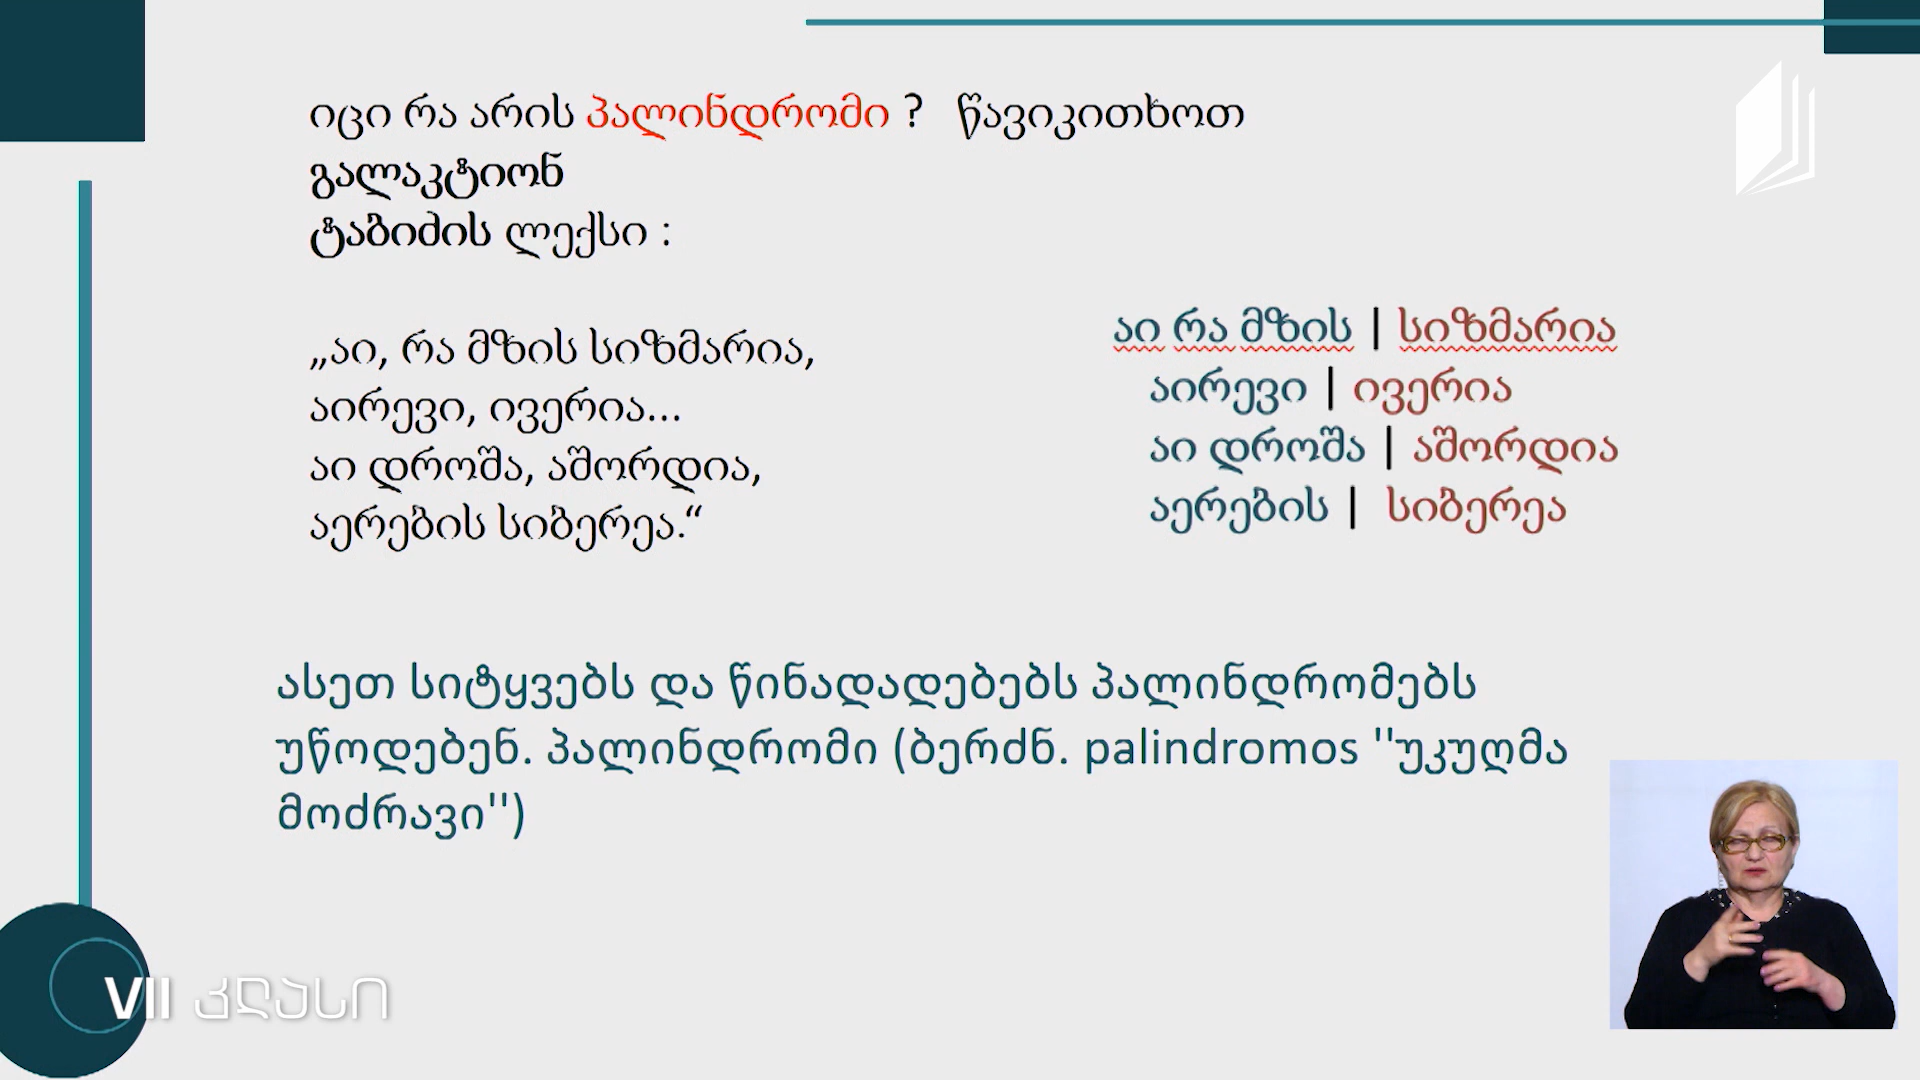 იცი რა არის პალინდრომი ? წავიკითხოთ
გალაკტიონ
ტაბიძის ლექსი :
„აი, რა მზის სიზმარია,
აირევი, ივერია...
აი დროშა, აშორდია,
აერების სიბერეა.“
აი რა მზის | სიზმარია
აირევი | ივერია
აი დროშა | აშორდია
აერების | სიბერეა
ასეთ სიტყვებს და წინადადებებს პალინდრომებს
უწოდებენ. პალინდრომი (ბერძნ. palindromos ''უკუღმა
მოძრავი'')
VII კლასი